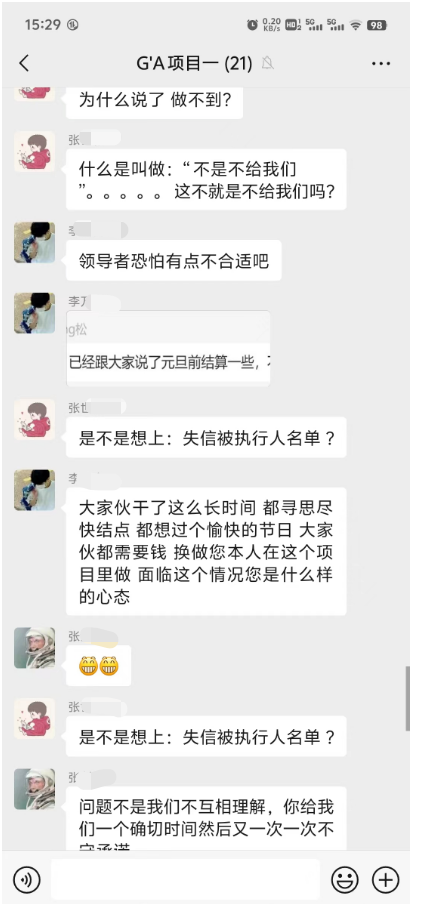 15:29
0.20 KB/s HD 1 2 5G 5G 98
G'A项目一 (21)
为什么说了 做不到?
张
什么是叫做：“不是不给我们
”。。。。。 这不就是不给我们吗?
领导者恐怕有点不合适吧
李
g松
已经跟大家说了元旦前结算一些，
张
是不是想上：失信被执行人名单？
李
大家伙干了这么长时间 都寻思尽
快结点 都想过个愉快的节日 大家
伙都需要钱 换做您本人在这个项
目里做 面临这个情况您是什么样
的心态
张
张
是不是想上：失信被执行人名单？
张
问题不是我们不互相理解，你给我
们一个确切时间然后又一次一次不
守承诺